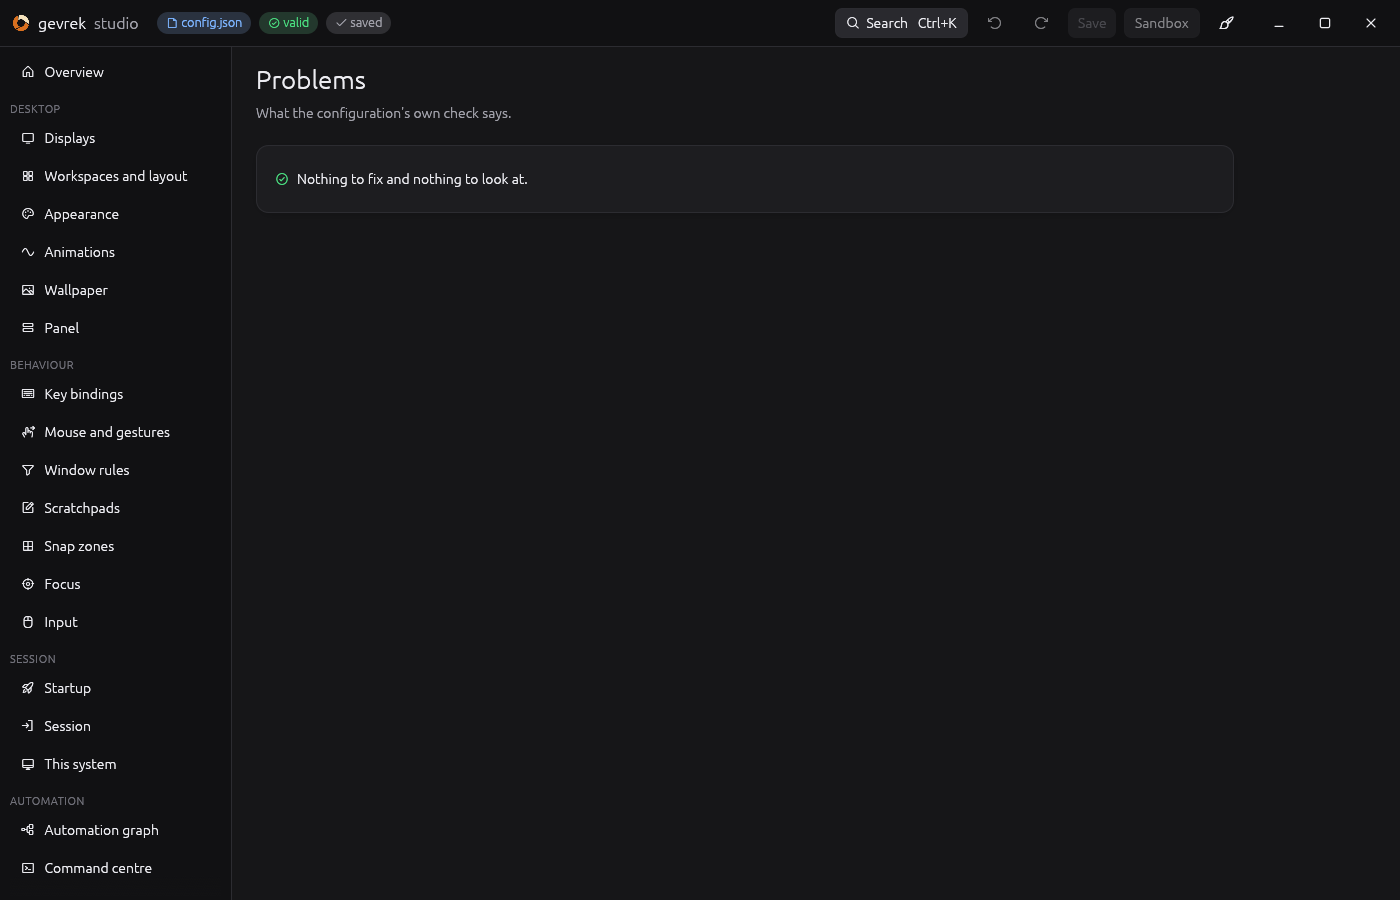 gevrek studio config.json valid saved Search Ctrl+K Save Sandbox
Overview
DESKTOP
Displays
Workspaces and layout
Appearance
Animations
Wallpaper
Panel
BEHAVIOUR
Key bindings
Mouse and gestures
Window rules
Scratchpads
Snap zones
Focus
Input
SESSION
Startup
Session
This system
AUTOMATION
Automation graph
Command centre
Problems
What the configuration's own check says.
Nothing to fix and nothing to look at.